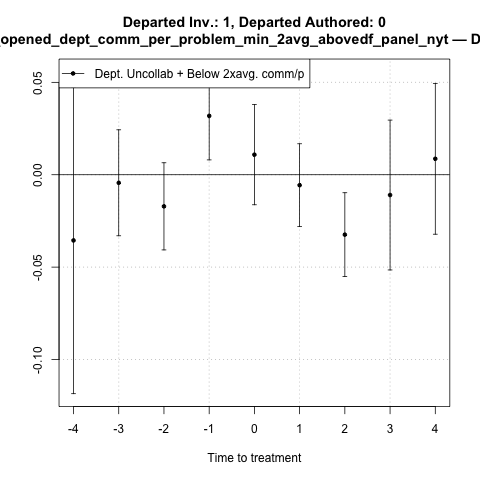 Departed Inv.: 1, Departed Authored: 0
opened_dept_comm_per_problem_min_2avg_abovedf_panel_nyt — D
Dept. Uncollab + Below 2xavg. comm/p
0.05
0.00
-0.05
-0.10
-4 -3 -2 -1 0 1 2 3 4
Time to treatment